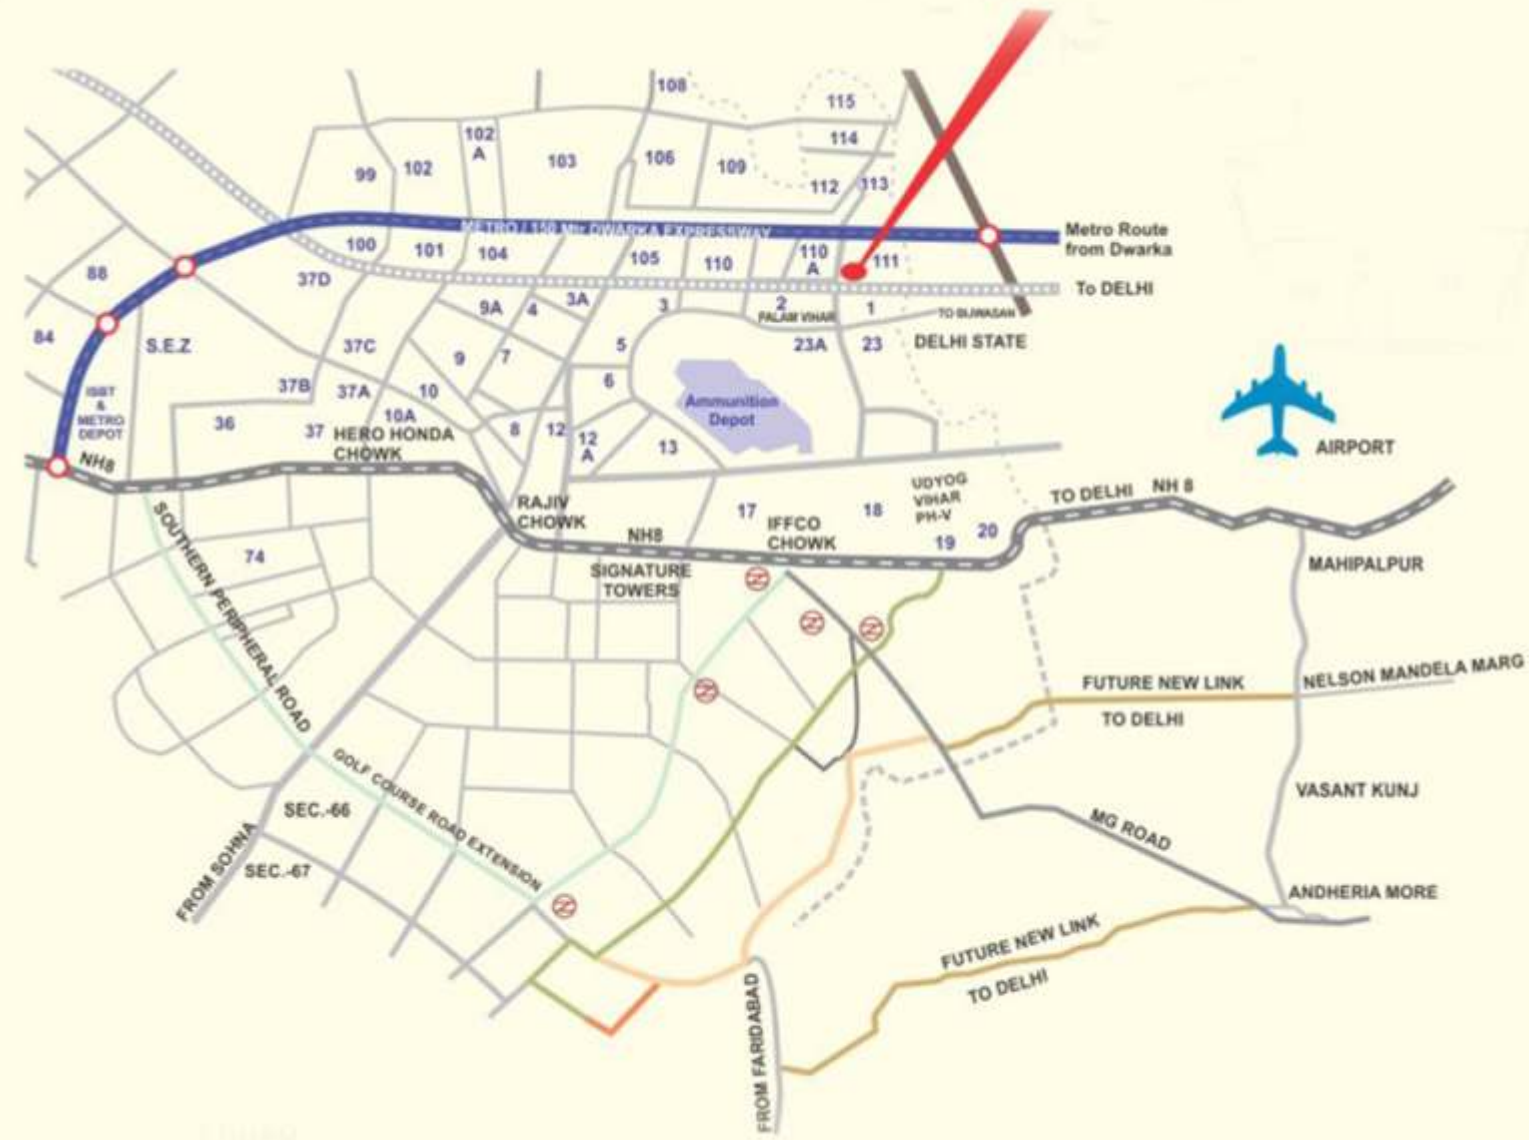 108
115
102
A
114
103
106
109
102
99
112
113
METRO / 150 Mtr DWARKA EXPRESSWAY
Metro Route
from Dwarka
100
101
104
105
110
110
A
111
88
37D
To DELHI
9A
4
3A
3
2
1
PALAM VIHAR
TO BIJWASAN
84
S.E.Z
37C
9
7
5
23A
23
DELHI STATE
ISBT
&
METRO
DEPOT
37B
37A
10
6
Ammunition
Depot
36
37
10A
HERO HONDA
CHOWK
8
12
12
A
13
AIRPORT
NH8
RAJIV
CHOWK
17
IFFCO
CHOWK
18
UDYOG
VIHAR
PH-V
19
20
TO DELHI
NH 8
NH8
SIGNATURE
TOWERS
74
MAHIPALPUR
SOUTHERN PERIPHERAL ROAD
FUTURE NEW LINK
TO DELHI
NELSON MANDELA MARG
GOLF COURSE ROAD EXTENSION
SEC.-66
SEC.-67
FROM SOHNA
VASANT KUNJ
MG ROAD
ANDHERIA MORE
FUTURE NEW LINK
TO DELHI
FROM FARIDABAD